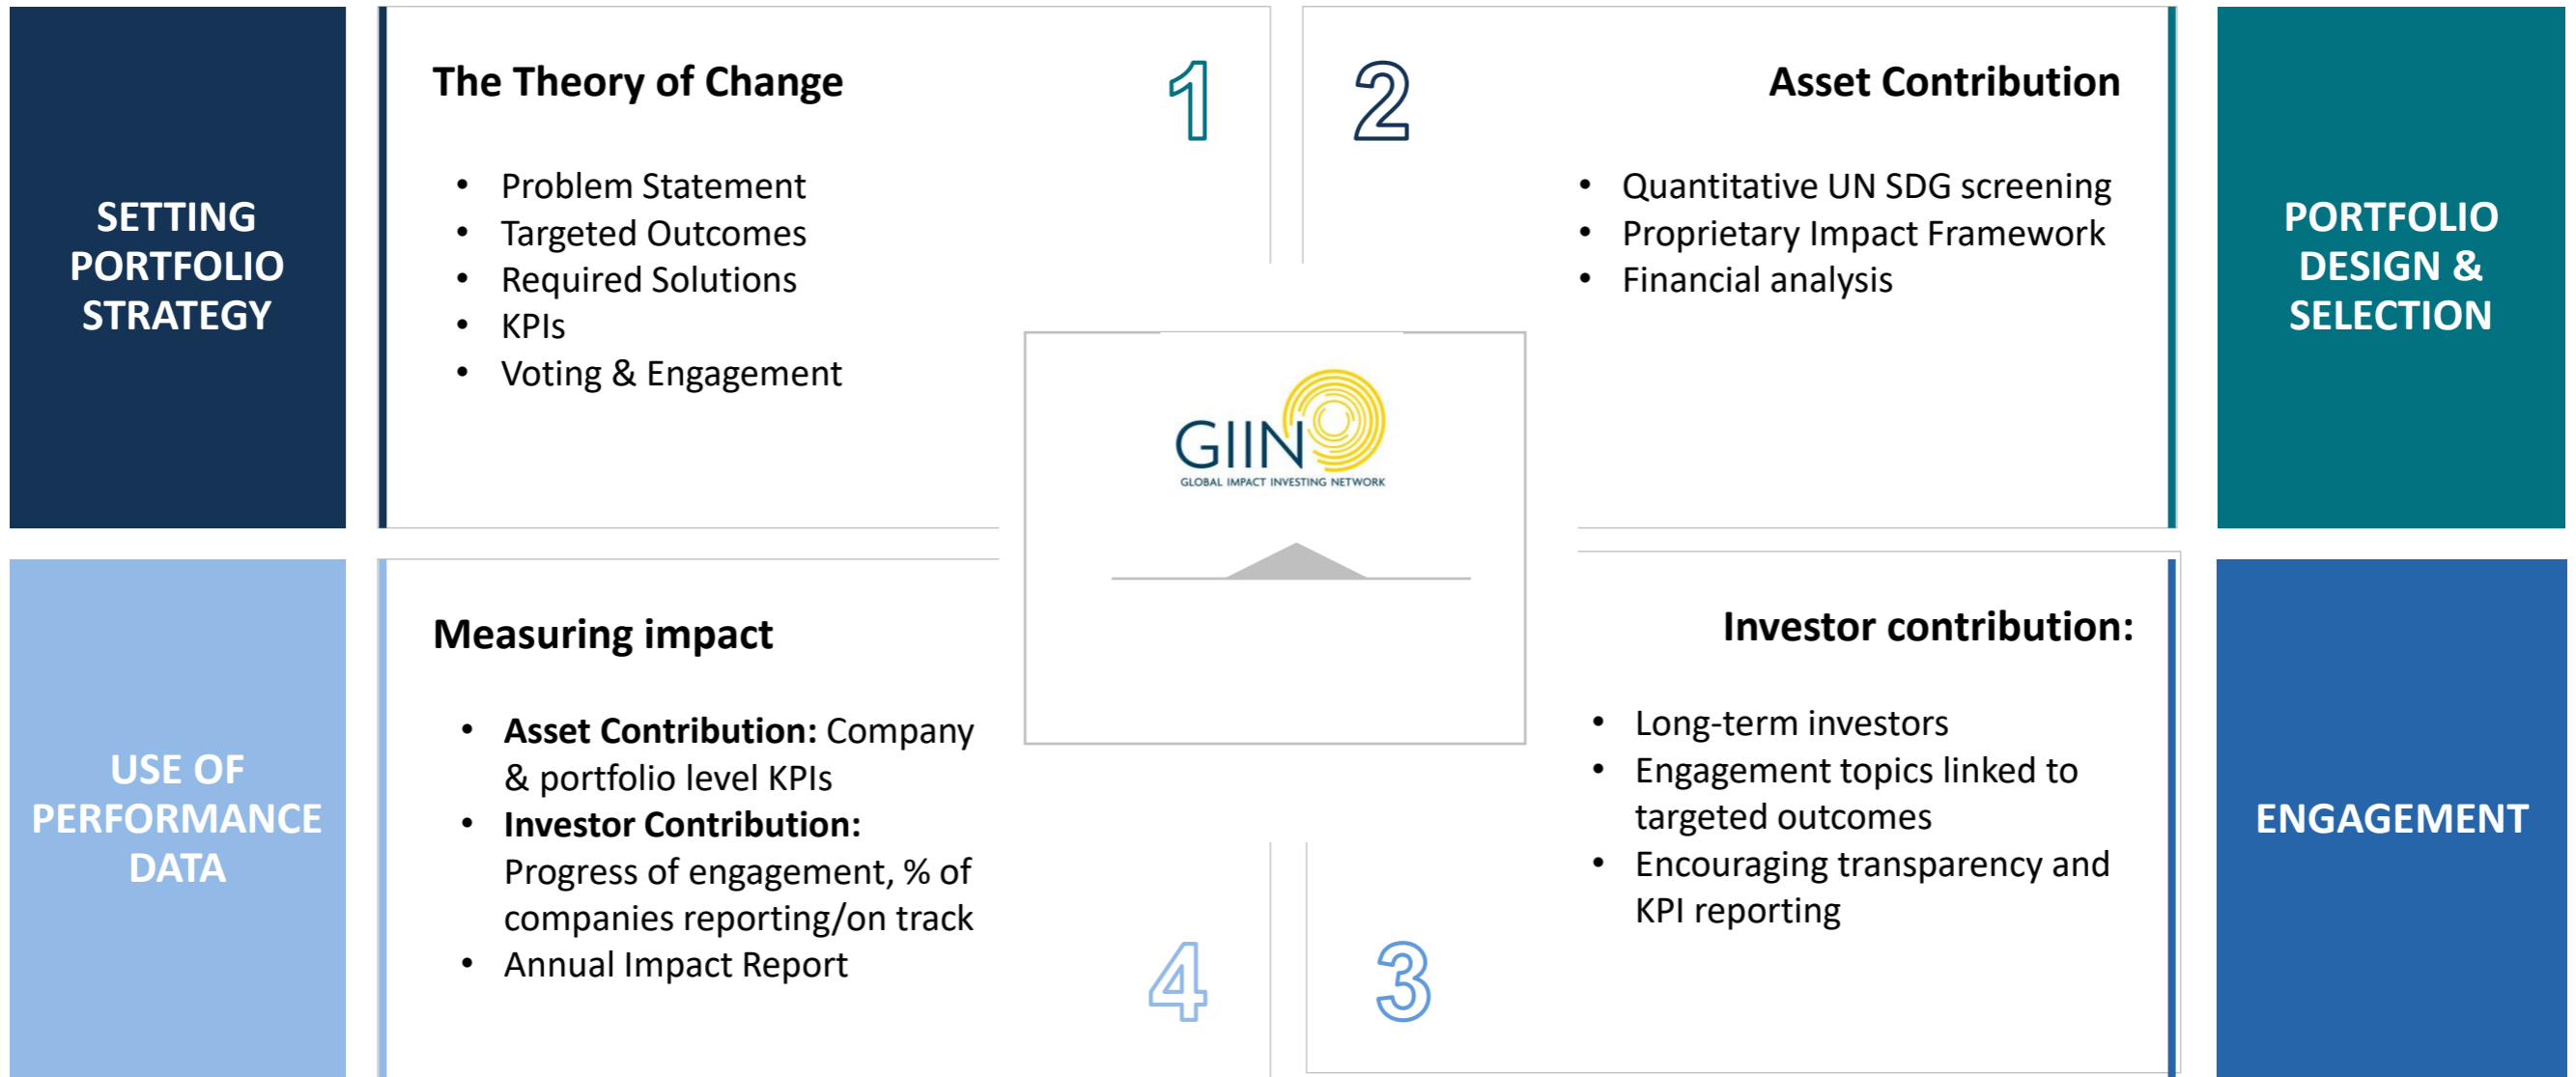 SETTING
PORTFOLIO
STRATEGY
The Theory of Change
1
• Problem Statement
• Targeted Outcomes
• Required Solutions
• KPIs
• Voting & Engagement
2
Asset Contribution
• Quantitative UN SDG screening
• Proprietary Impact Framework
• Financial analysis
PORTFOLIO
DESIGN &
SELECTION
GIIN
GLOBAL IMPACT INVESTING NETWORK
USE OF
PERFORMANCE
DATA
Measuring impact
• Asset Contribution: Company
& portfolio level KPIs
• Investor Contribution:
Progress of engagement, % of
companies reporting/on track
• Annual Impact Report
4
Investor contribution:
• Long-term investors
• Engagement topics linked to
targeted outcomes
• Encouraging transparency and
KPI reporting
3
ENGAGEMENT